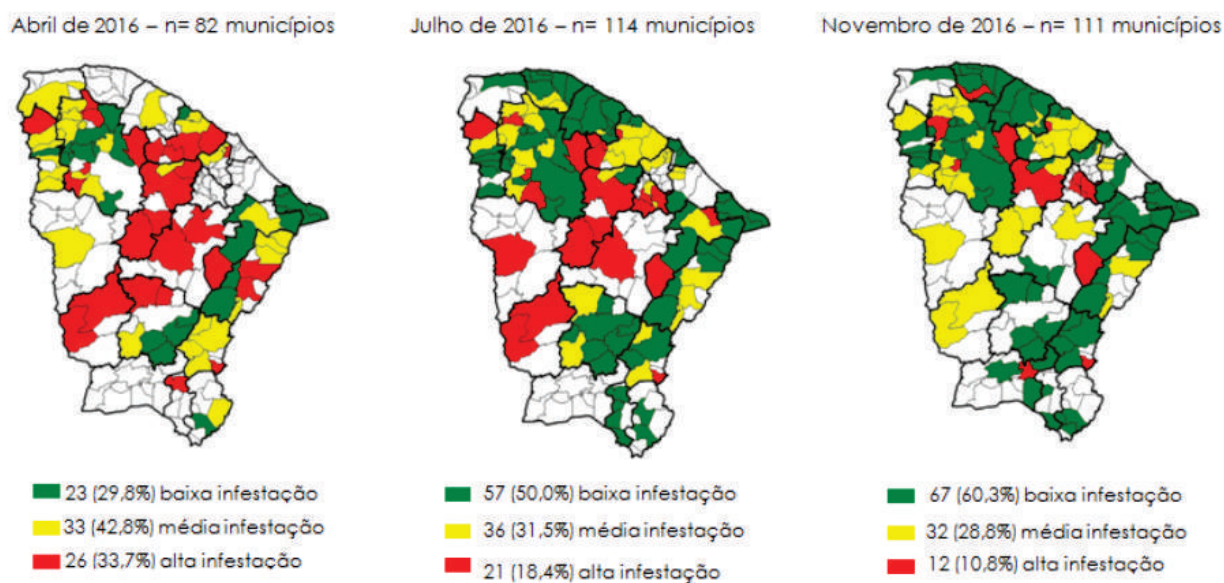 Abril de 2016 – n= 82 municípios
Julho de 2016 – n= 114 municípios
Novembro de 2016 – n= 111 municípios
23 (29,8%) baixa infestação
33 (42,8%) média infestação
26 (33,7%) alta infestação
57 (50,0%) baixa infestação
36 (31,5%) média infestação
21 (18,4%) alta infestação
67 (60,3%) baixa infestação
32 (28,8%) média infestação
12 (10,8%) alta infestação